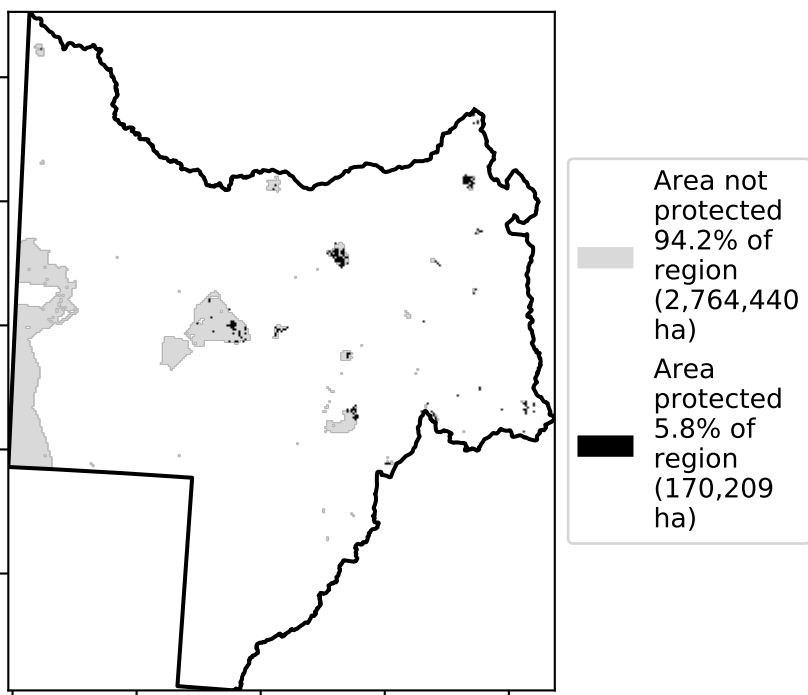 Area not
protected
94.2% of
region
(2,764,440
ha)
Area
protected
5.8% of
region
(170,209
ha)